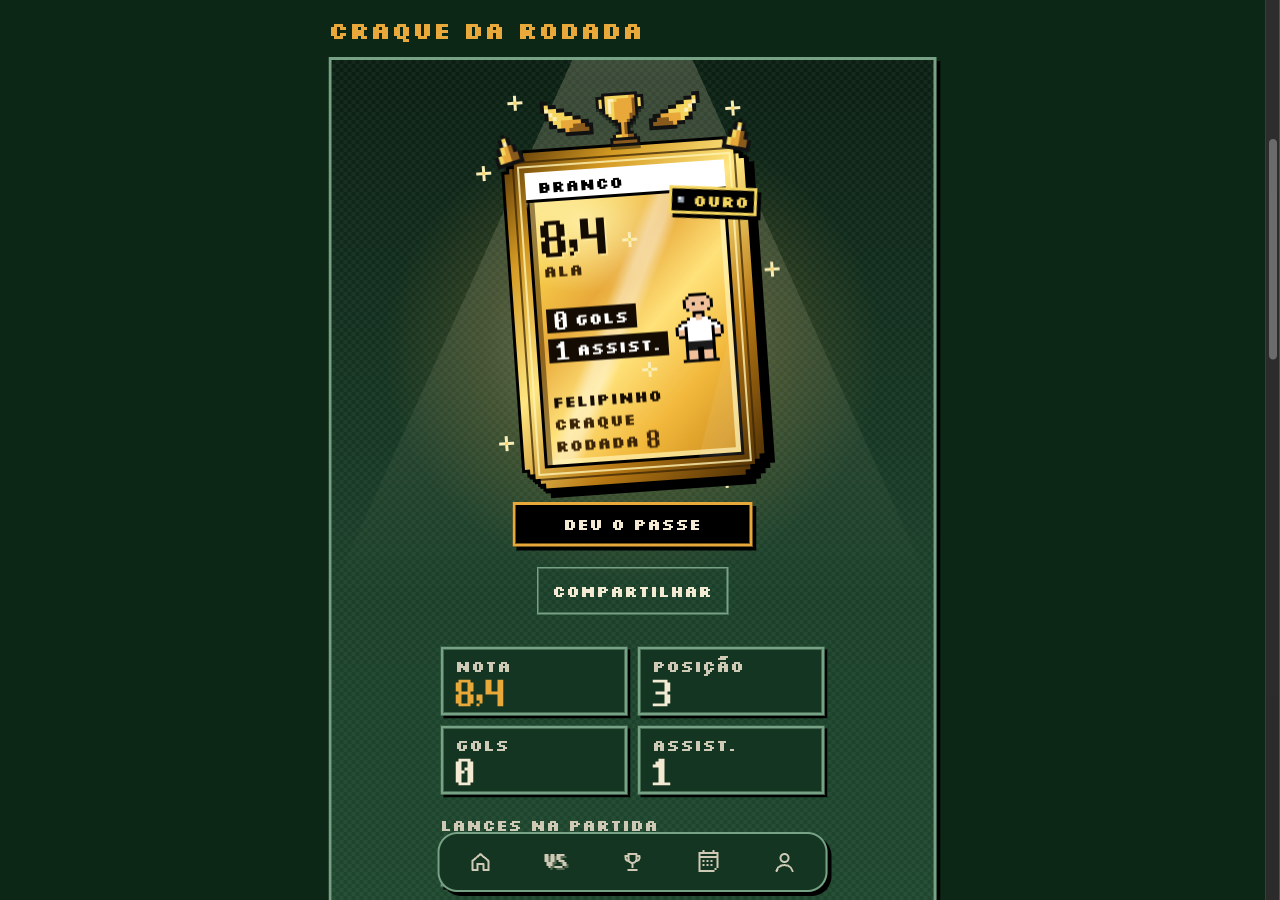 CRAQUE DA RODADA
BRANCO
OURO
8,4
ALA
0 GOLS
1 ASSIST.
FELIPINHO
CRAQUE
RODADA 8
DEU O PASSE
COMPARTILHAR
NOTA
8,4
POSIÇÃO
3
GOLS
0
ASSIST.
1
LANCES NA PARTIDA
VS